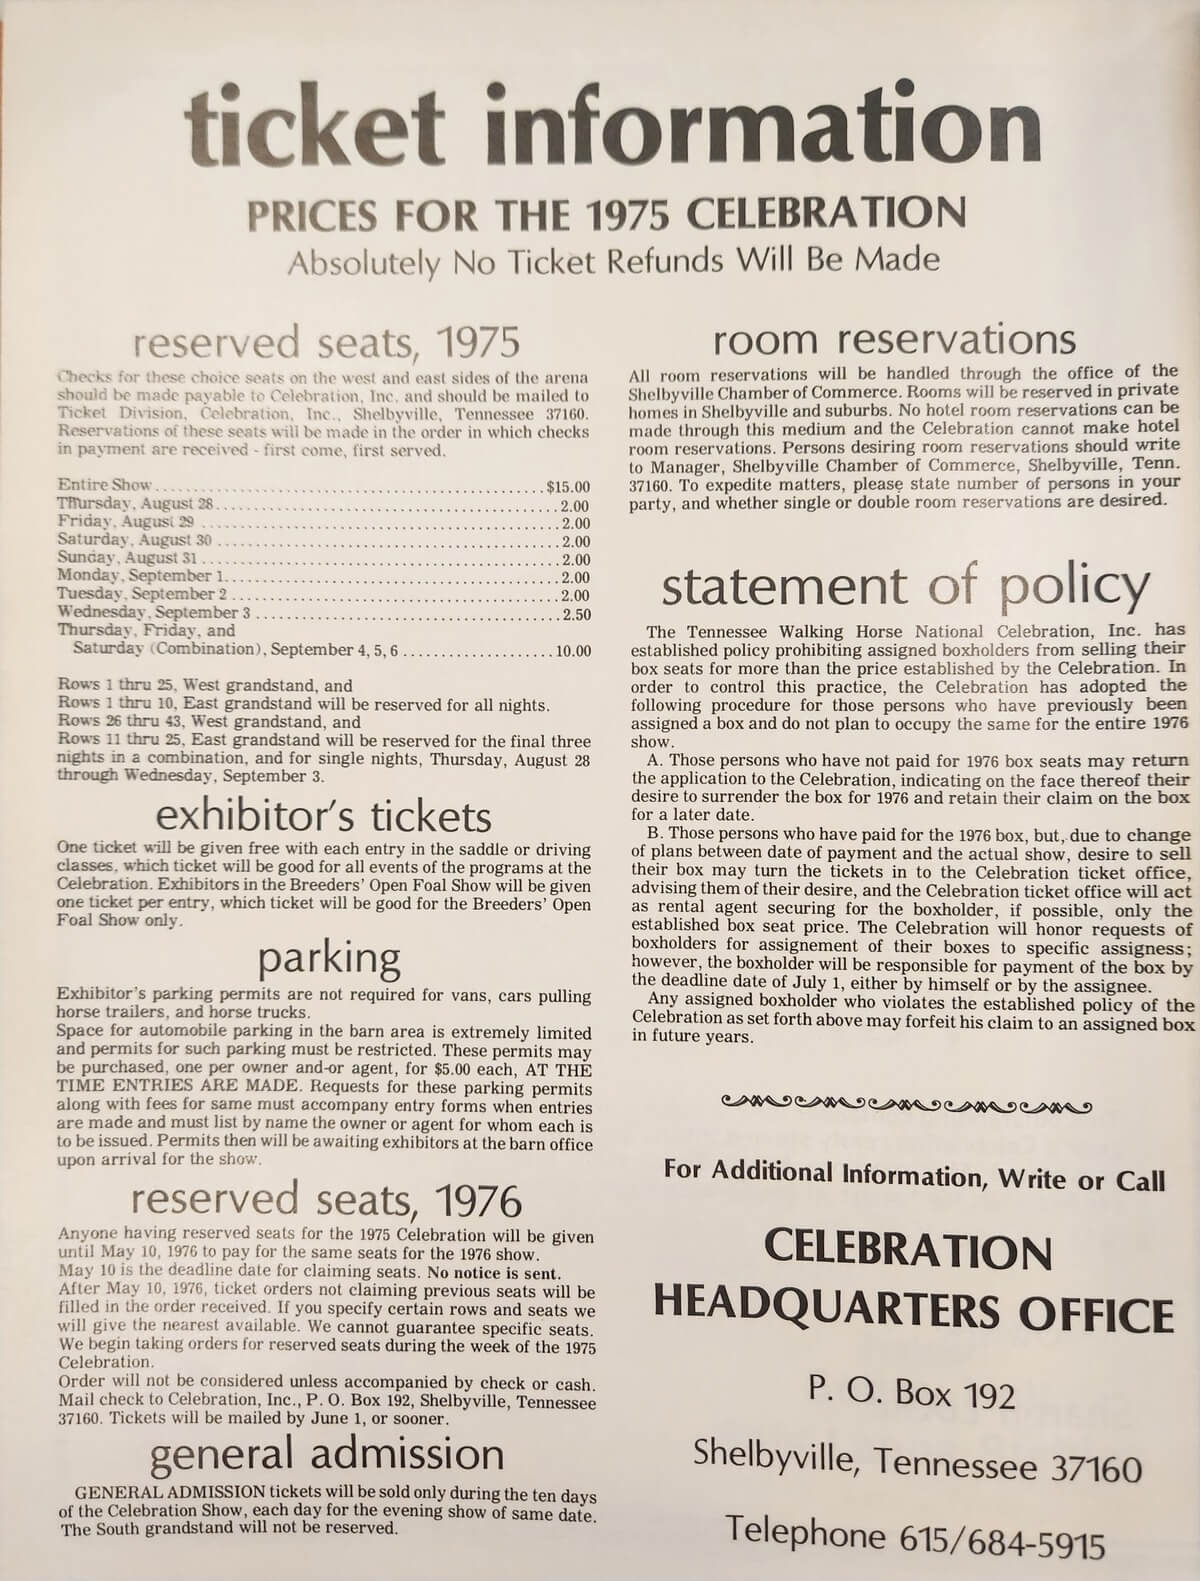 ticket information
PRICES FOR THE 1975 CELEBRATION
Absolutely No Ticket Refunds Will Be Made
reserved seats, 1975
Checks for these choice seats on the west and east sides of the arena
should be made payable to Celebration, Inc. and should be mailed to
Ticket Division, Celebration, Inc., Shelbyville, Tennessee 37160.
Reservations of these seats will be made in the order in which checks
in payment are received - first come, first served.
Entire Show..........$15.00
Thursday, August 28..........2.00
Friday, August 29..........2.00
Saturday, August 30..........2.00
Sunday, August 31..........2.00
Monday, September 1..........2.00
Tuesday, September 2..........2.00
Wednesday, September 3..........2.50
Thursday, Friday, and
Saturday (Combination), September 4, 5, 6..........10.00
Rows 1 thru 25, West grandstand, and
Rows 1 thru 10, East grandstand will be reserved for all nights.
Rows 26 thru 43, West grandstand, and
Rows 11 thru 25, East grandstand will be reserved for the final three
nights in a combination, and for single nights, Thursday, August 28
through Wednesday, September 3.
exhibitor's tickets
One ticket will be given free with each entry in the saddle or driving
classes, which ticket will be good for all events of the programs at the
Celebration. Exhibitors in the Breeders' Open Foal Show will be given
one ticket per entry, which ticket will be good for the Breeders' Open
Foal Show only.
parking
Exhibitor's parking permits are not required for vans, cars pulling
horse trailers, and horse trucks.
Space for automobile parking in the barn area is extremely limited
and permits for such parking must be restricted. These permits may
be purchased, one per owner and-or agent, for $5.00 each, AT THE
TIME ENTRIES ARE MADE. Requests for these parking permits
along with fees for same must accompany entry forms when entries
are made and must list by name the owner or agent for whom each is
to be issued. Permits then will be awaiting exhibitors at the barn office
upon arrival for the show.
reserved seats, 1976
Anyone having reserved seats for the 1975 Celebration will be given
until May 10, 1976 to pay for the same seats for the 1976 show.
May 10 is the deadline date for claiming seats. No notice is sent.
After May 10, 1976, ticket orders not claiming previous seats will be
filled in the order received. If you specify certain rows and seats we
will give the nearest available. We cannot guarantee specific seats.
We begin taking orders for reserved seats during the week of the 1975
Celebration.
Order will not be considered unless accompanied by check or cash.
Mail check to Celebration, Inc., P. O. Box 192, Shelbyville, Tennessee
37160. Tickets will be mailed by June 1, or sooner.
general admission
GENERAL ADMISSION tickets will be sold only during the ten days
of the Celebration Show, each day for the evening show of same date.
The South grandstand will not be reserved.
room reservations
All room reservations will be handled through the office of the
Shelbyville Chamber of Commerce. Rooms will be reserved in private
homes in Shelbyville and suburbs. No hotel room reservations can be
made through this medium and the Celebration cannot make hotel
room reservations. Persons desiring room reservations should write
to Manager, Shelbyville Chamber of Commerce, Shelbyville, Tenn.
37160. To expedite matters, please state number of persons in your
party, and whether single or double room reservations are desired.
statement of policy
The Tennessee Walking Horse National Celebration, Inc. has
established policy prohibiting assigned boxholders from selling their
box seats for more than the price established by the Celebration. In
order to control this practice, the Celebration has adopted the
following procedure for those persons who have previously been
assigned a box and do not plan to occupy the same for the entire 1976
show.
A. Those persons who have not paid for 1976 box seats may return
the application to the Celebration, indicating on the face thereof their
desire to surrender the box for 1976 and retain their claim on the box
for a later date.
B. Those persons who have paid for the 1976 box, but, due to change
of plans between date of payment and the actual show, desire to sell
their box may turn the tickets in to the Celebration ticket office,
advising them of their desire, and the Celebration ticket office will act
as rental agent securing for the boxholder, if possible, only the
established box seat price. The Celebration will honor requests of
boxholders for assignement of their boxes to specific assigness;
however, the boxholder will be responsible for payment of the box by
the deadline date of July 1, either by himself or by the assignee.
Any assigned boxholder who violates the established policy of the
Celebration as set forth above may forfeit his claim to an assigned box
in future years.
For Additional Information, Write or Call
CELEBRATION
HEADQUARTERS OFFICE
P. O. Box 192
Shelbyville, Tennessee 37160
Telephone 615/684-5915